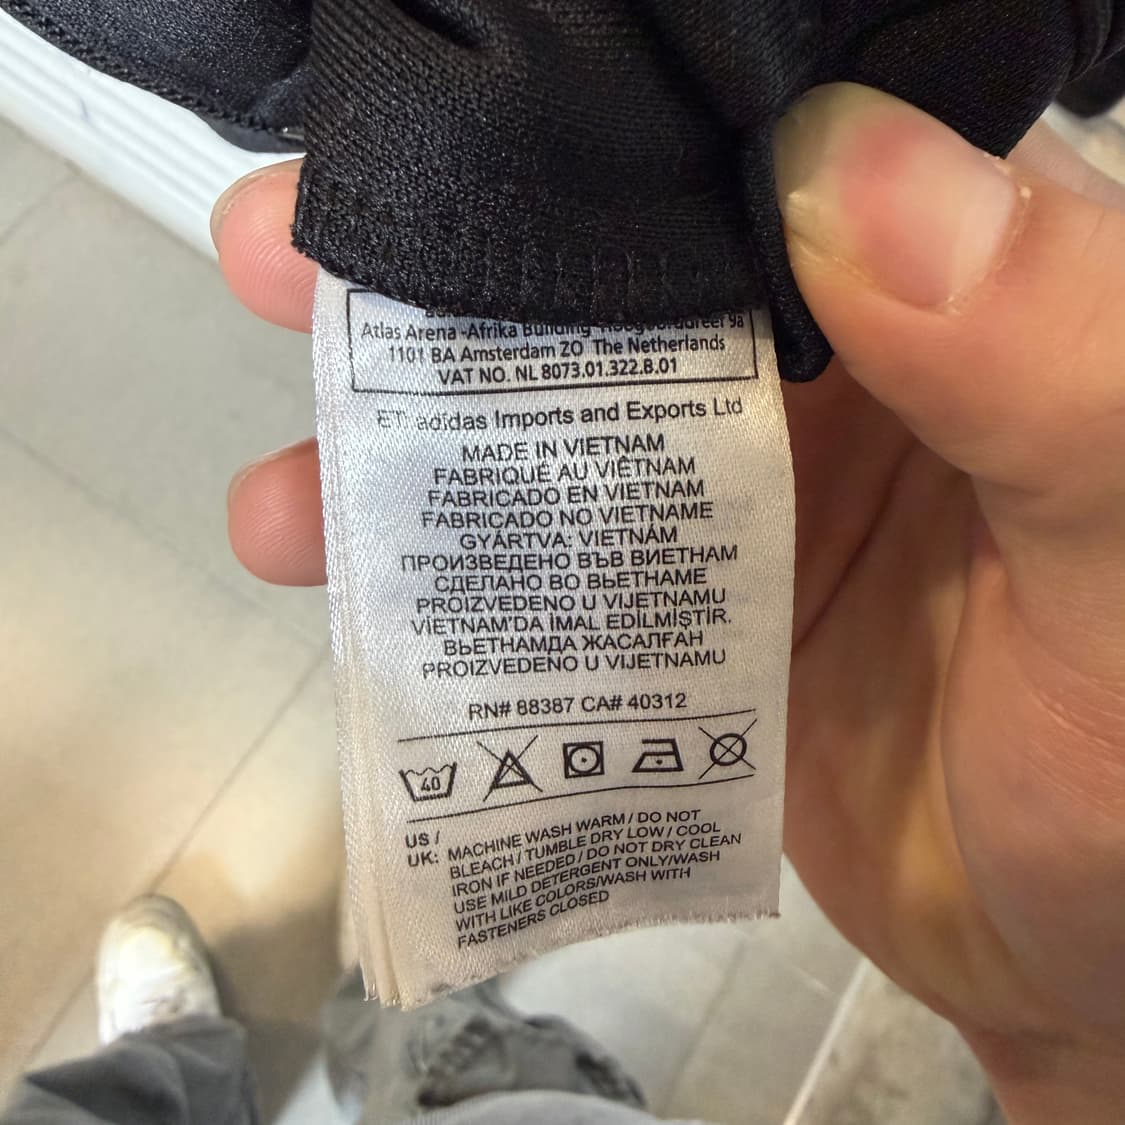 Atlas Arena -Afrika Building Hoogoorddreef 9a
1101 BA Amsterdam ZO The Netherlands
VAT NO. NL 8073.01.322.B.01
ET: adidas Imports and Exports Ltd
MADE IN VIETNAM
FABRIQUÉ AU VIÊTNAM
FABRICADO EN VIETNAM
FABRICADO NO VIETNAME
GYÁRTVA: VIETNÁM
ПРОИЗВЕДЕНО ВЪВ ВИЕТНАМ
СДЕЛАНО ВО ВЬЕТНАМЕ
PROIZVEDENO U VIJETNAMU
VİETNAM'DA İMAL EDİLMİŞTİR.
ВЬЕТНАМДА ЖАСАЛҒАН
PROIZVEDENO U VIJETNAMU
RN# 88387 CA# 40312
40
US / UK: MACHINE WASH WARM / DO NOT
BLEACH / TUMBLE DRY LOW / COOL
IRON IF NEEDED / DO NOT DRY CLEAN
USE MILD DETERGENT ONLY/WASH
WITH LIKE COLORS/WASH WITH
FASTENERS CLOSED